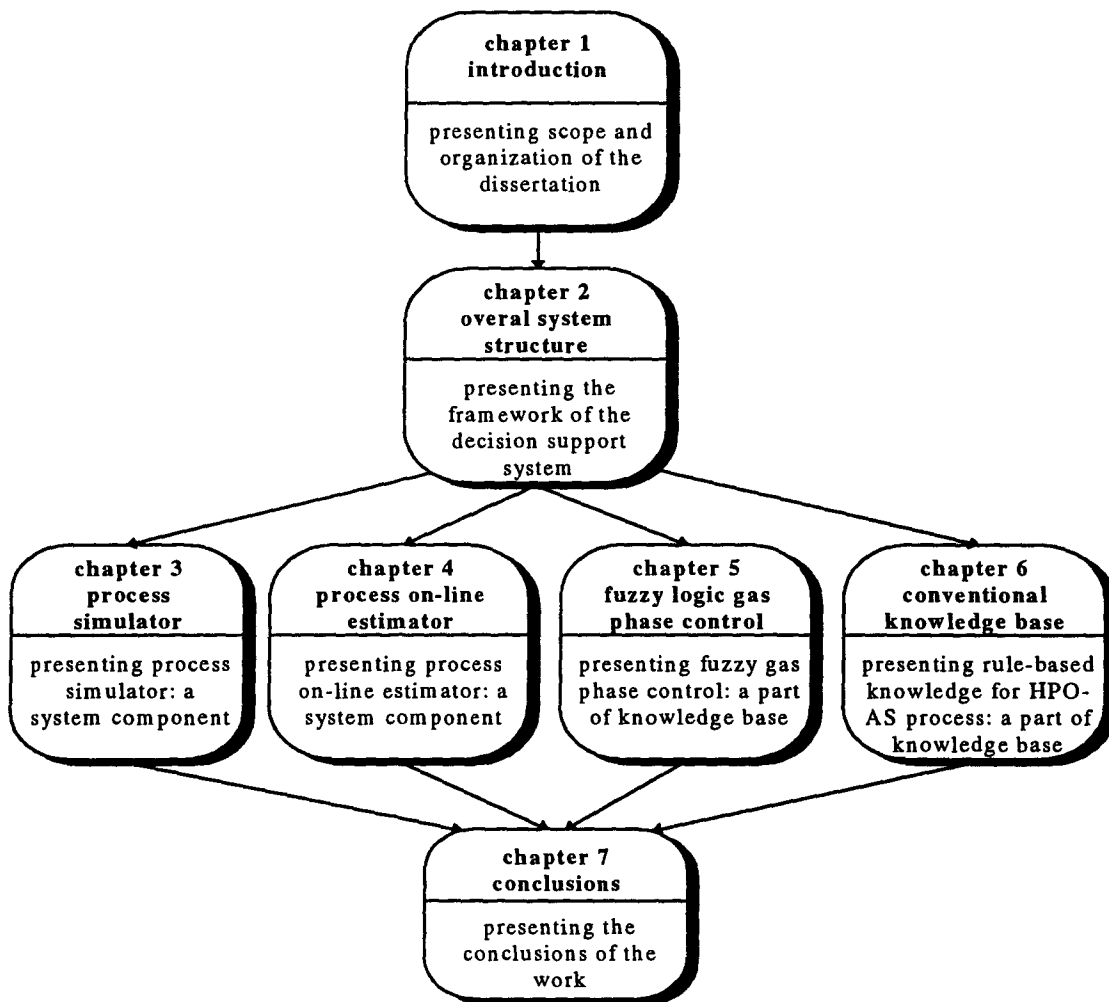 chapter 1
introduction
presenting scope and
organization of the
dissertation
chapter 2
overal system
structure
presenting the
framework of the
decision support
system
chapter 3
process
simulator
presenting process
simulator: a
system component
chapter 4
process on-line
estimator
presenting process
on-line estimator: a
system component
chapter 5
fuzzy logic gas
phase control
presenting fuzzy gas
phase control: a part
of knowledge base
chapter 6
conventional
knowledge base
presenting rule-based
knowledge for HPO-
AS process: a part of
knowledge base
chapter 7
conclusions
presenting the
conclusions of the
work